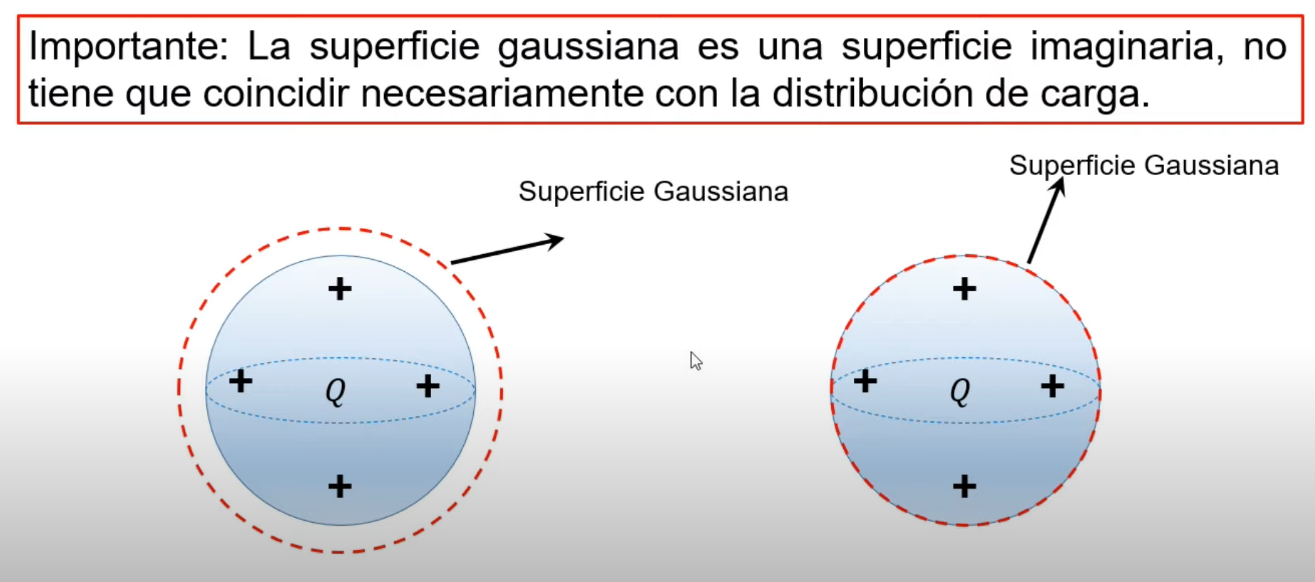 Importante: La superficie gaussiana es una superficie imaginaria, no
tiene que coincidir necesariamente con la distribución de carga.
Superficie Gaussiana
Superficie Gaussiana
+
+
+ Q +
+ Q +
+
+